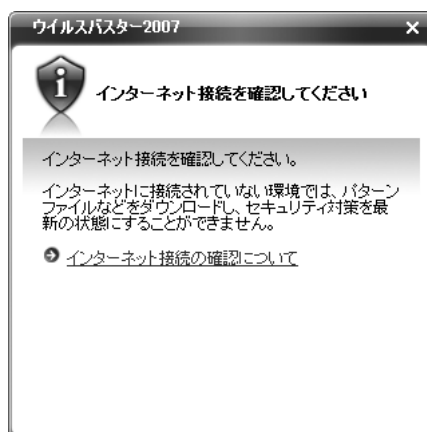 ウイルスバスター2007
インターネット接続を確認してください
インターネット接続を確認してください。
インターネットに接続されていない環境では、パターン
ファイルなどをダウンロードし、セキュリティ対策を最
新の状態にすることができません。
インターネット接続の確認について